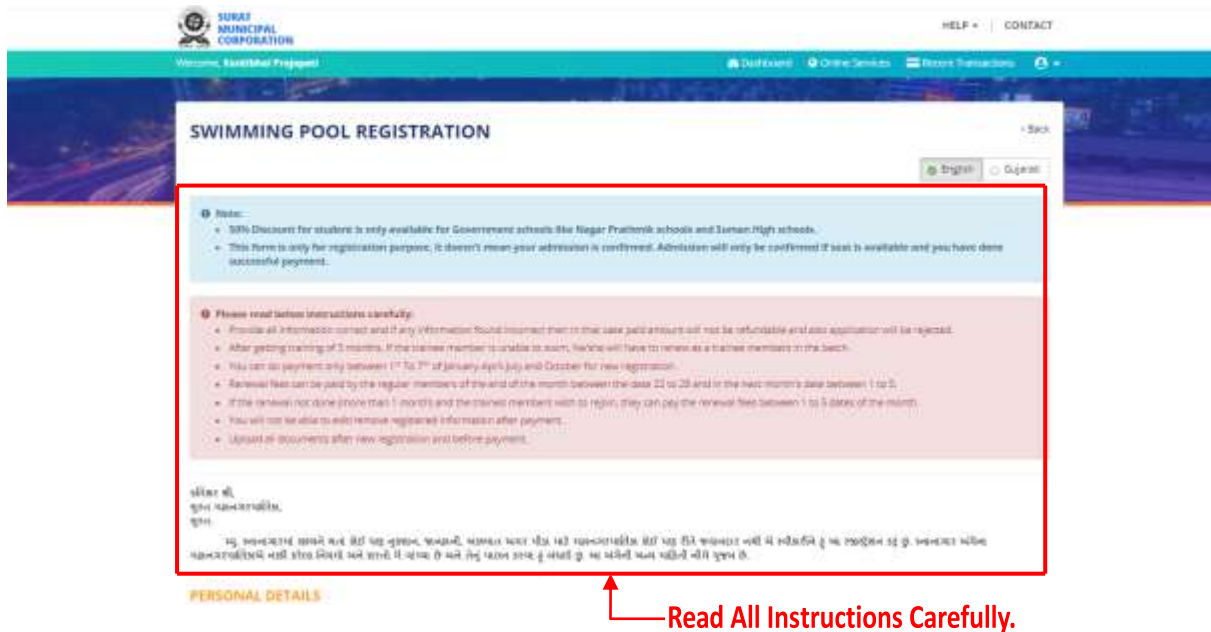 SURAT
MUNICIPAL
CORPORATION
HELP
CONTACT
Welcome, Kantibhai Prajapati
Dashboard
Online Services
Recent Transactions
SWIMMING POOL REGISTRATION
Back
English
Gujarati
Note:
50% Discount for student is only available for Government schools like Nagar Prathmik schools and Suman High schools.
This form is only for registration purpose, it doesn't mean your admission is confirmed. Admission will only be confirmed if seat is available and you have done
successful payment.
Please read below instructions carefully:
Provide all information correct and if any information found incorrect then in that case paid amount will not be refundable and also application will be rejected.
After getting training of 3 months, if the trainee member is unable to swim, he/she will have to renew as a trainee members in the batch.
You can do payment only between 1st To 7th of January April July and October for new registration.
Renewal fees can be paid by the regular members of the end of the month between the date 22 to 28 and in the next month's date between 1 to 5.
If the renewal not done (more than 1 month) and the trained members wish to rejoin, they can pay the renewal fees between 1 to 5 dates of the month.
You will not be able to edit/remove registered information after payment.
Upload all documents after new registration and before payment.
સુરત મહાનગરપાલિકા,
સુરત
PERSONAL DETAILS
Read All Instructions Carefully.